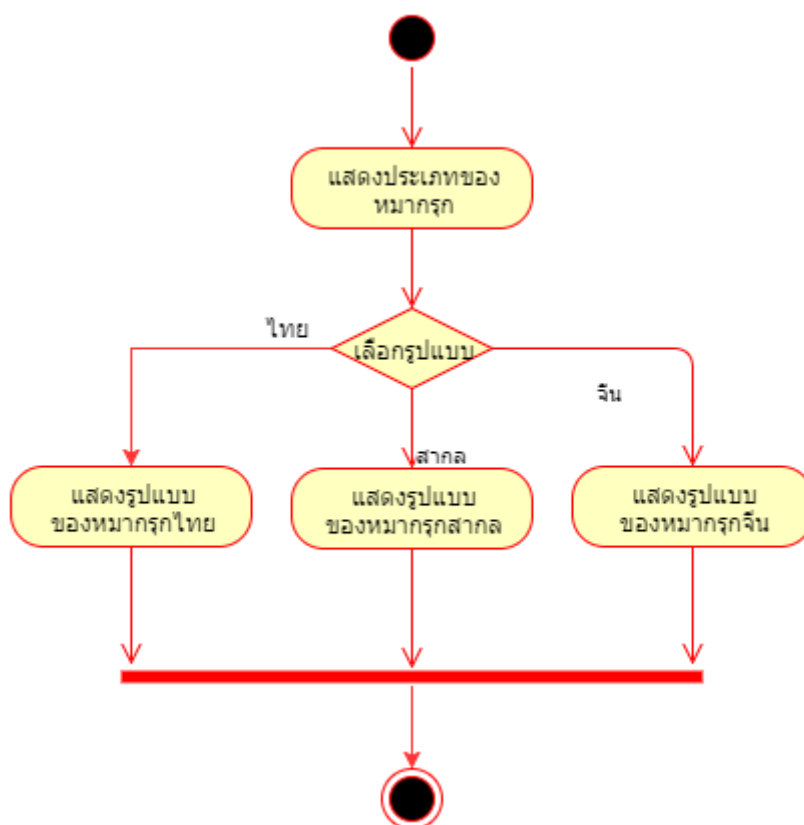 แสดงประเภทของ
หมากรุก
ไทย
เลือกรูปแบบ
จีน
สากล
แสดงรูปแบบ
ของหมากรุกไทย
แสดงรูปแบบ
ของหมากรุกสากล
แสดงรูปแบบ
ของหมากรุกจีน